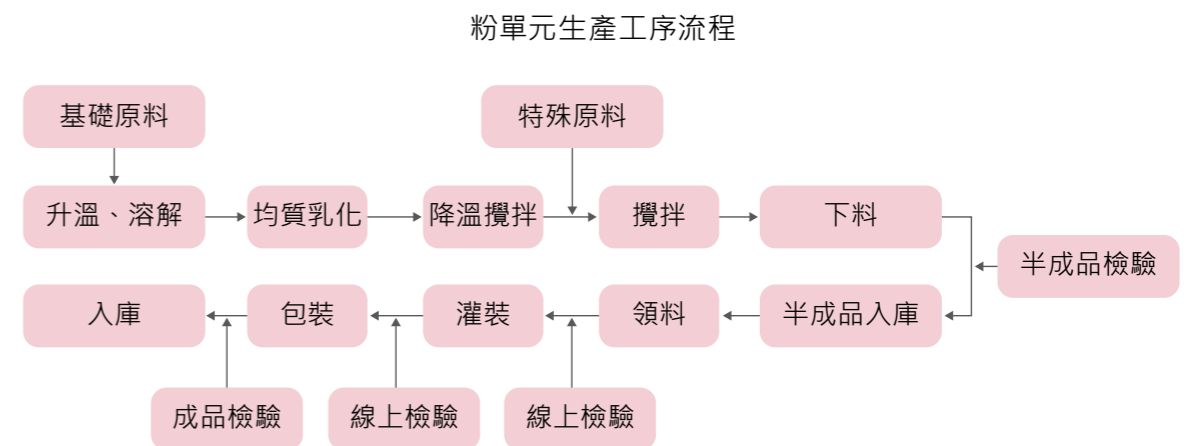 粉單元生產工序流程
基礎原料
特殊原料
升溫、溶解
均質乳化
降溫攪拌
攪拌
下料
半成品檢驗
入庫
包裝
灌裝
領料
半成品入庫
成品檢驗
線上檢驗
線上檢驗